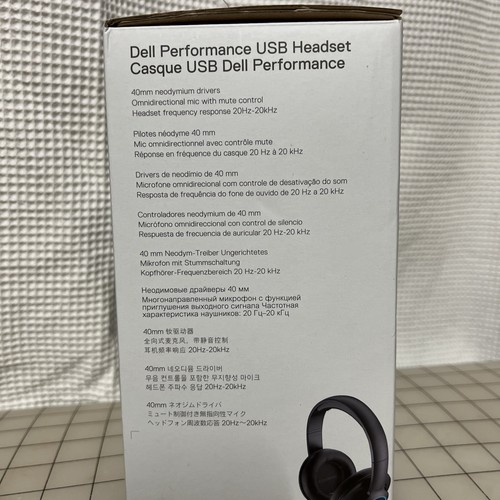 Dell Performance USB Headset
Casque USB Dell Performance
40mm neodymium drivers
Omnidirectional mic with mute control
Headset frequency response 20Hz-20kHz
Pilotes néodyme 40 mm
Mic omnidirectionnel avec contrôle mute
Réponse en fréquence du casque 20 Hz à 20 kHz
Drivers de neodímio de 40 mm
Microfone omnidirecional com controle de desativação do som
Resposta de frequência do fone de ouvido de 20 Hz a 20 kHz
Controladores neodymium de 40 mm
Micrófono omnidireccional con control de silencio
Respuesta de frecuencia de auricular 20 Hz-20 kHz
40 mm Neodym-Treiber Ungerichtetes
Mikrofon mit Stummschaltung
Kopfhörer-Frequenzbereich 20 Hz-20 kHz
Неодимовые драйверы 40 мм
Многонаправленный микрофон с функцией
приглушения выходного сигнала Частотная
характеристика наушников: 20 Гц–20 кГц
40mm 钕驱动器
全向式麦克风，带静音控制
耳机频率响应 20Hz-20kHz
40mm 네오디뮴 드라이버
무음 컨트롤을 포함한 무지향성 마이크
헤드폰 주파수 응답 20Hz-20kHz
40mm ネオジムドライバ
ミュート制御付き無指向性マイク
ヘッドフォン周波数応答 20Hz～20kHz